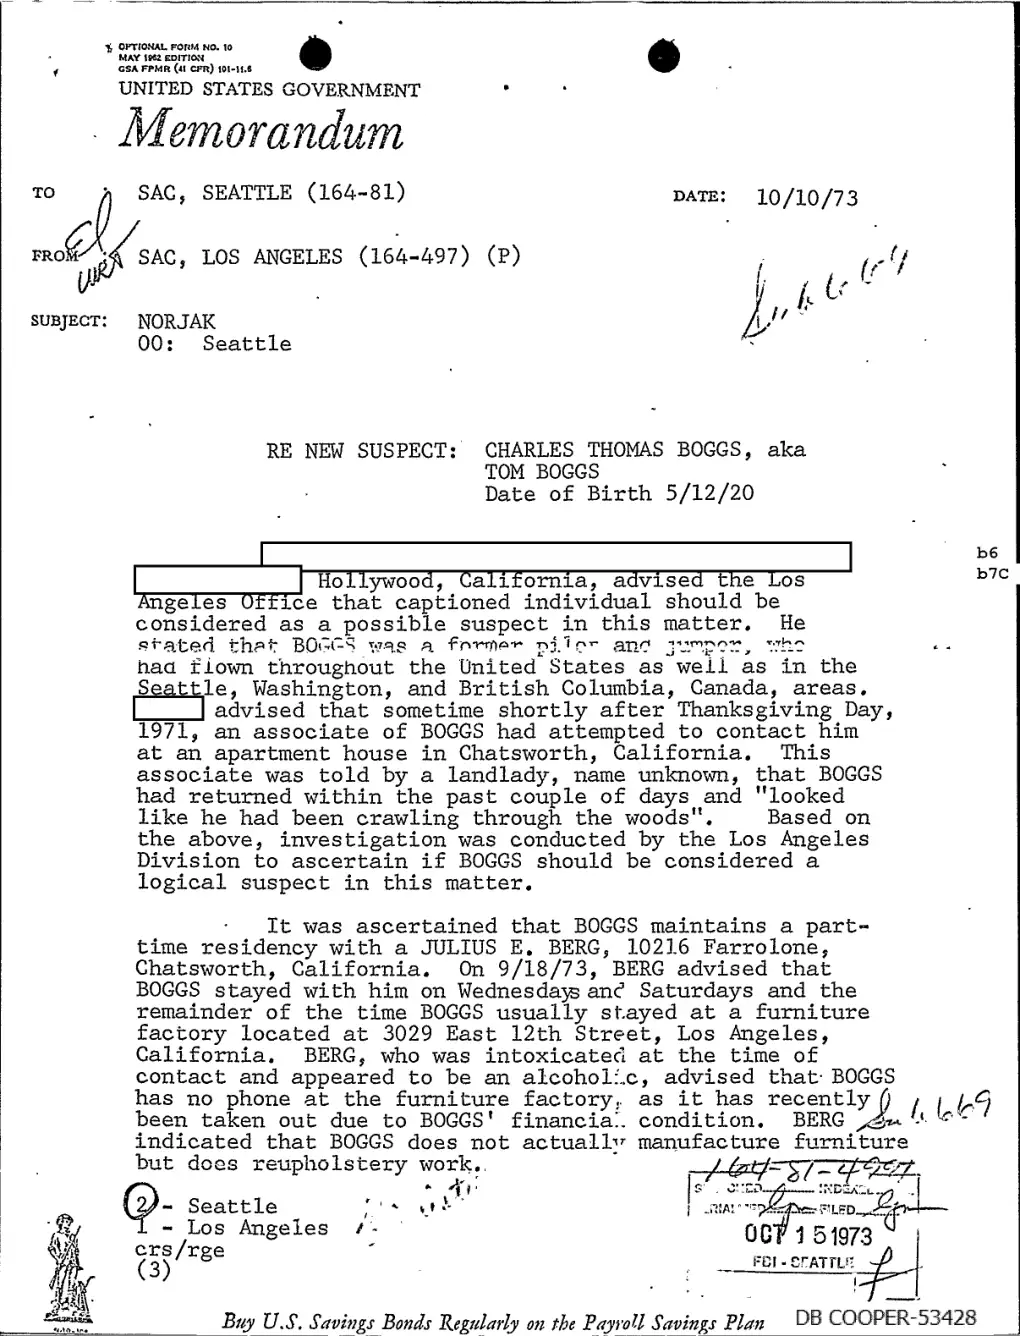 OPTIONAL FORM NO. 10
MAY 1962 EDITION
GSA FPMR (41 CFR) 101-11.6
UNITED STATES GOVERNMENT
Memorandum
TO SAC, SEATTLE (164-81) DATE: 10/10/73
FROM SAC, LOS ANGELES (164-497) (P)
SUBJECT: NORJAK
OO: Seattle
RE NEW SUSPECT: CHARLES THOMAS BOGGS, aka
TOM BOGGS
Date of Birth 5/12/20
b6
b7C
Hollywood, California, advised the Los
Angeles Office that captioned individual should be
considered as a possible suspect in this matter. He
stated that BOGGS was a former pilot and jumper, who
had flown throughout the United States as well as in the
Seattle, Washington, and British Columbia, Canada, areas.
advised that sometime shortly after Thanksgiving Day,
1971, an associate of BOGGS had attempted to contact him
at an apartment house in Chatsworth, California. This
associate was told by a landlady, name unknown, that BOGGS
had returned within the past couple of days and "looked
like he had been crawling through the woods". Based on
the above, investigation was conducted by the Los Angeles
Division to ascertain if BOGGS should be considered a
logical suspect in this matter.
It was ascertained that BOGGS maintains a part-
time residency with a JULIUS E. BERG, 10216 Farrolone,
Chatsworth, California. On 9/18/73, BERG advised that
BOGGS stayed with him on Wednesdays and Saturdays and the
remainder of the time BOGGS usually stayed at a furniture
factory located at 3029 East 12th Street, Los Angeles,
California. BERG, who was intoxicated at the time of
contact and appeared to be an alcoholic, advised that BOGGS
has no phone at the furniture factory, as it has recently
been taken out due to BOGGS' financial condition. BERG
indicated that BOGGS does not actually manufacture furniture
but does reupholstery work.
2 - Seattle
1 - Los Angeles
crs/rge
(3)
164-81-4997
OCT 15 1973
FBI - SEATTLE
Buy U.S. Savings Bonds Regularly on the Payroll Savings Plan
DB COOPER-53428